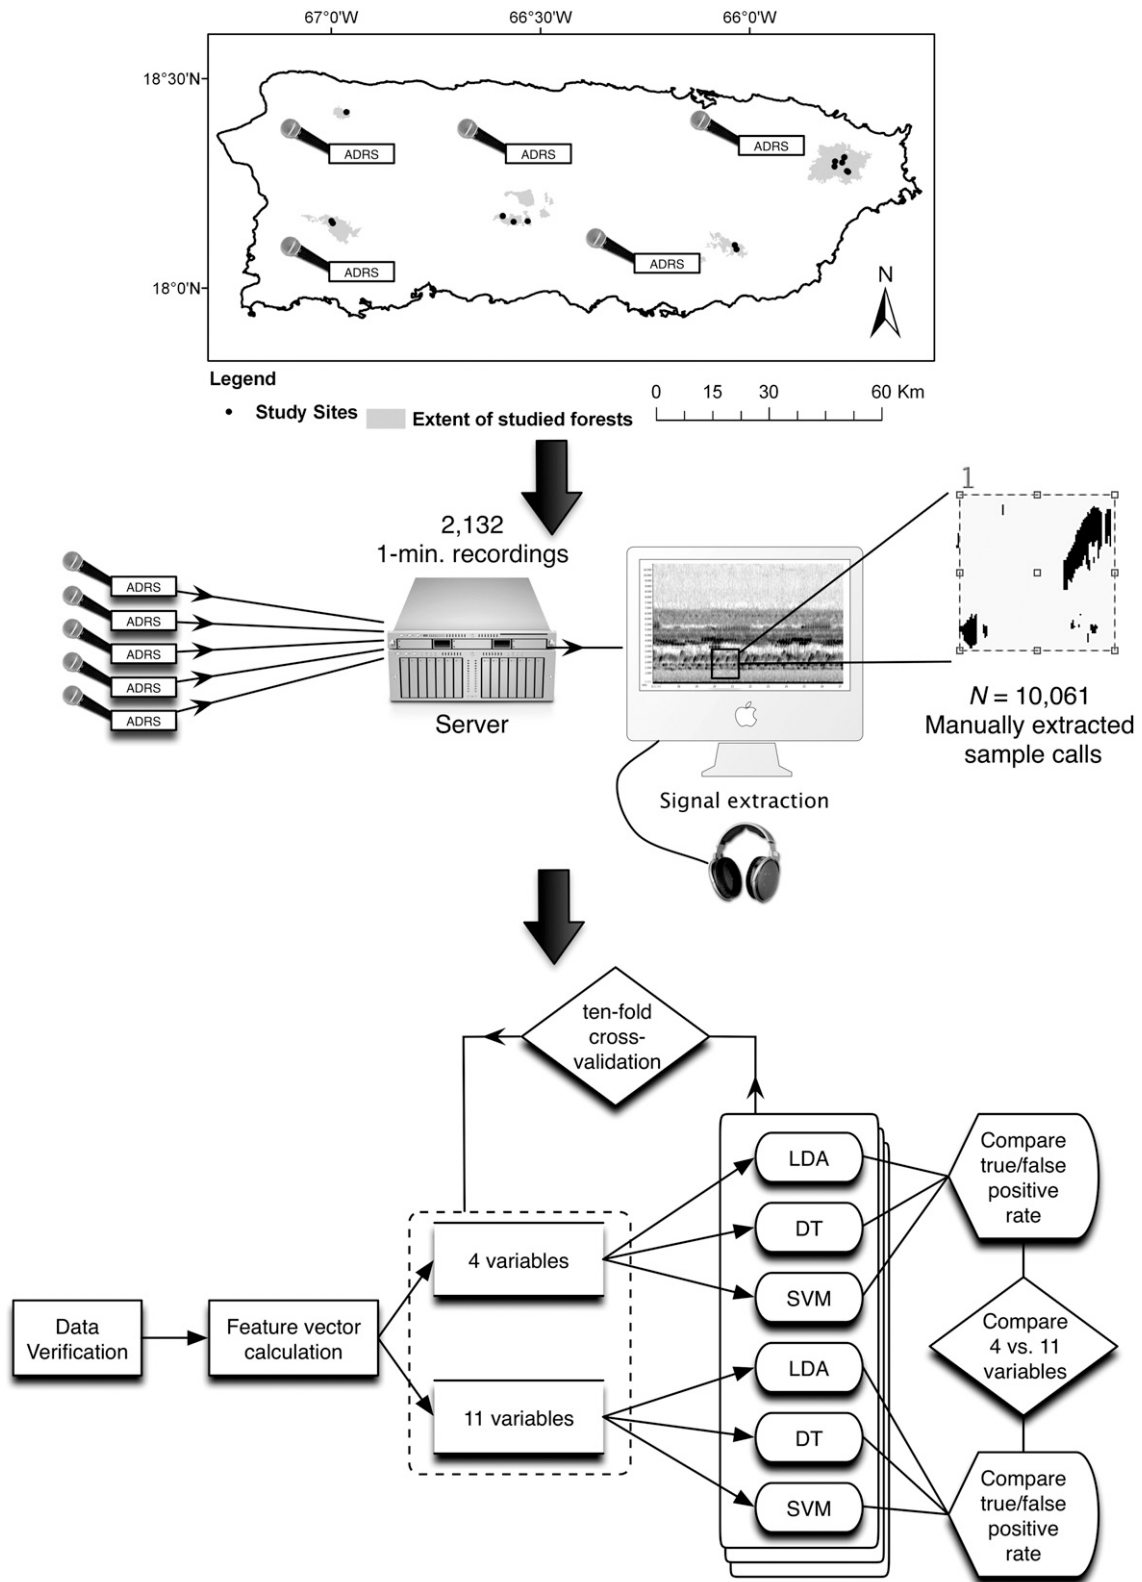 67°0'W 66°30'W 66°0'W
18°30'N
ADRS ADRS ADRS
ADRS ADRS
18°0'N
N
Legend
Study Sites Extent of studied forests
0 15 30 60 Km
2,132
1-min. recordings
ADRS
ADRS
ADRS
ADRS
ADRS
Server
1
N = 10,061
Manually extracted
sample calls
Signal extraction
ten-fold
cross-
validation
Data
Verification
Feature vector
calculation
4 variables
11 variables
LDA
DT
SVM
LDA
DT
SVM
Compare
true/false
positive
rate
Compare
4 vs. 11
variables
Compare
true/false
positive
rate